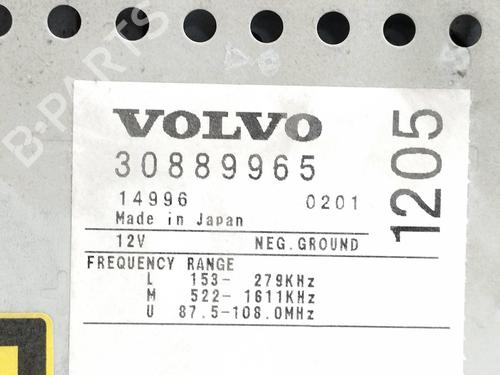 B-PARTS
VOLVO
30889965
14996 0201
Made in Japan
1205
12V NEG.GROUND
FREQUENCY RANGE
L 153- 279KHz
M 522- 1611KHz
U 87.5-108.0MHz